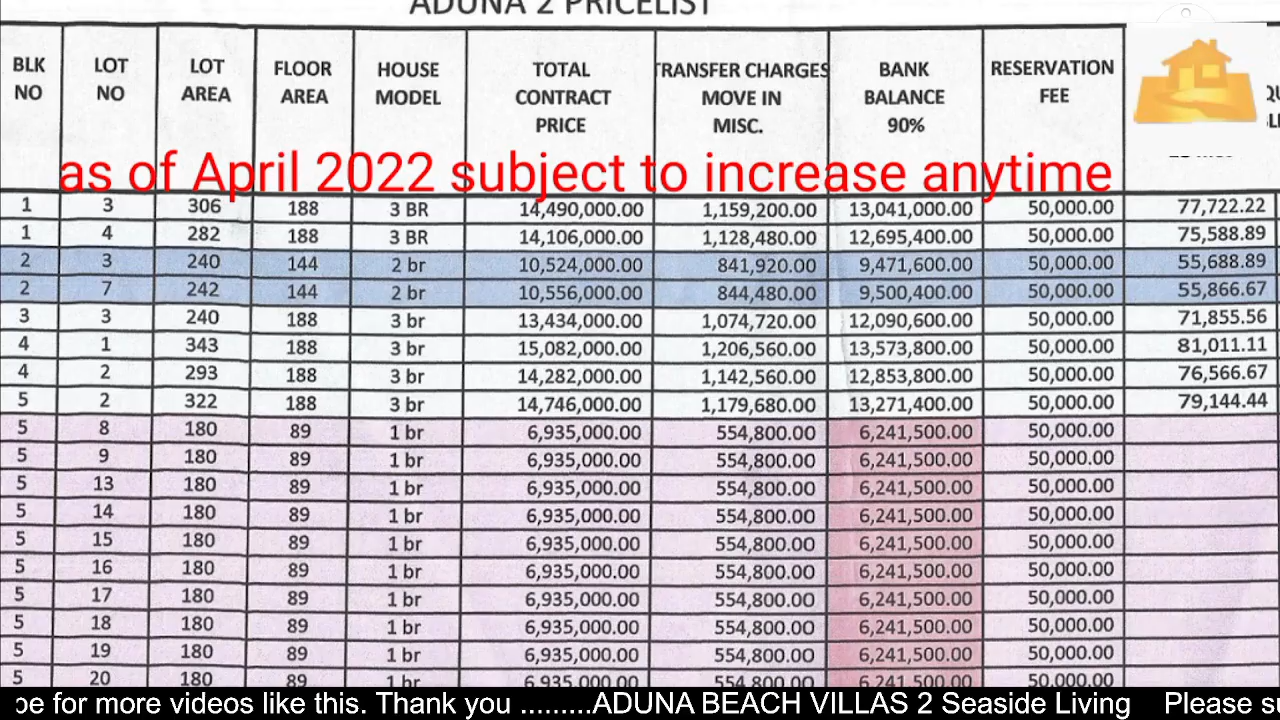 ADUNA 2 PRICELIST
BLK NO LOT NO LOT AREA FLOOR AREA HOUSE MODEL TOTAL CONTRACT PRICE TRANSFER CHARGES MOVE IN MISC. BANK BALANCE 90% RESERVATION FEE
as of April 2022 subject to increase anytime
1 3 306 188 3 BR 14,490,000.00 1,159,200.00 13,041,000.00 50,000.00 77,722.22
1 4 282 188 3 BR 14,106,000.00 1,128,480.00 12,695,400.00 50,000.00 75,588.89
2 3 240 144 2 br 10,524,000.00 841,920.00 9,471,600.00 50,000.00 55,688.89
2 7 242 144 2 br 10,556,000.00 844,480.00 9,500,400.00 50,000.00 55,866.67
3 3 240 188 3 br 13,434,000.00 1,074,720.00 12,090,600.00 50,000.00 71,855.56
4 1 343 188 3 br 15,082,000.00 1,206,560.00 13,573,800.00 50,000.00 81,011.11
4 2 293 188 3 br 14,282,000.00 1,142,560.00 12,853,800.00 50,000.00 76,566.67
5 2 322 188 3 br 14,746,000.00 1,179,680.00 13,271,400.00 50,000.00 79,144.44
5 8 180 89 1 br 6,935,000.00 554,800.00 6,241,500.00 50,000.00
5 9 180 89 1 br 6,935,000.00 554,800.00 6,241,500.00 50,000.00
5 13 180 89 1 br 6,935,000.00 554,800.00 6,241,500.00 50,000.00
5 14 180 89 1 br 6,935,000.00 554,800.00 6,241,500.00 50,000.00
5 15 180 89 1 br 6,935,000.00 554,800.00 6,241,500.00 50,000.00
5 16 180 89 1 br 6,935,000.00 554,800.00 6,241,500.00 50,000.00
5 17 180 89 1 br 6,935,000.00 554,800.00 6,241,500.00 50,000.00
5 18 180 89 1 br 6,935,000.00 554,800.00 6,241,500.00 50,000.00
5 19 180 89 1 br 6,935,000.00 554,800.00 6,241,500.00 50,000.00
5 20 180 89 1 br 6,935,000.00 554,800.00 6,241,500.00 50,000.00
be for more videos like this. Thank you .........ADUNA BEACH VILLAS 2 Seaside Living Please su